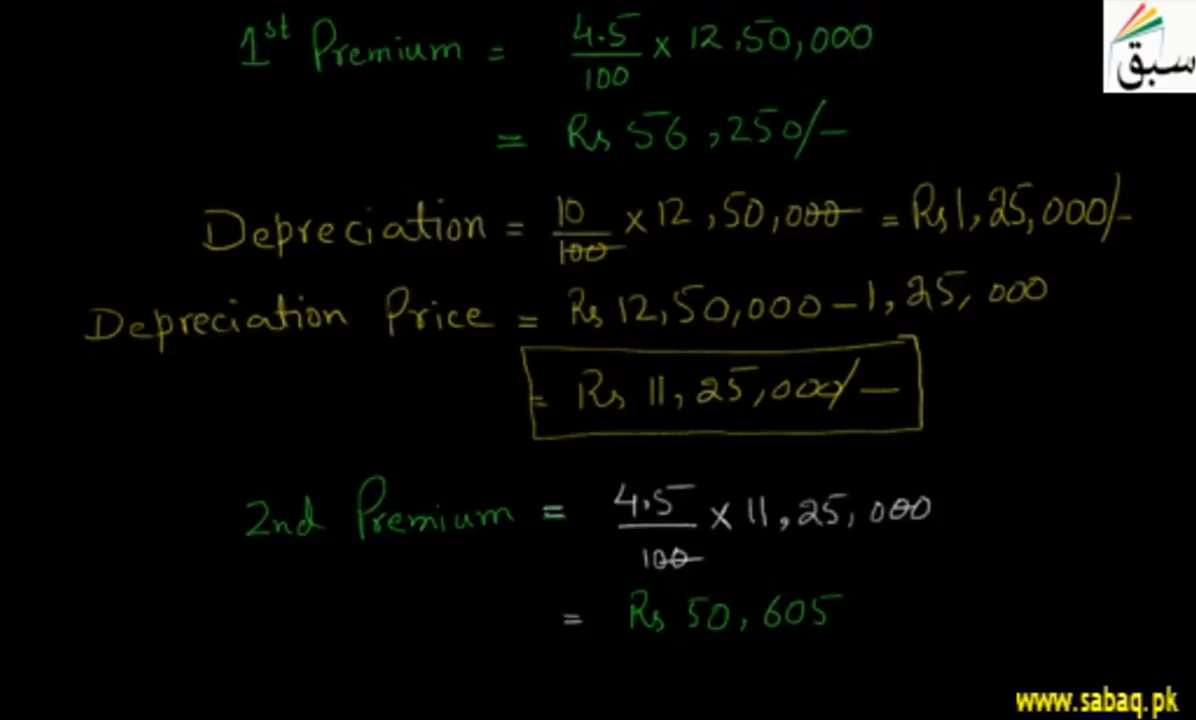 سبق
1st Premium = 4.5/100 x 12,50,000
= Rs 56,250/-
Depreciation = 10/100 x 12,50,000 = Rs 1,25,000/-
Depreciation Price = Rs 12,50,000 - 1,25,000
= Rs 11,25,000/-
2nd Premium = 4.5/100 x 11,25,000
= Rs 50,605
www.sabaq.pk